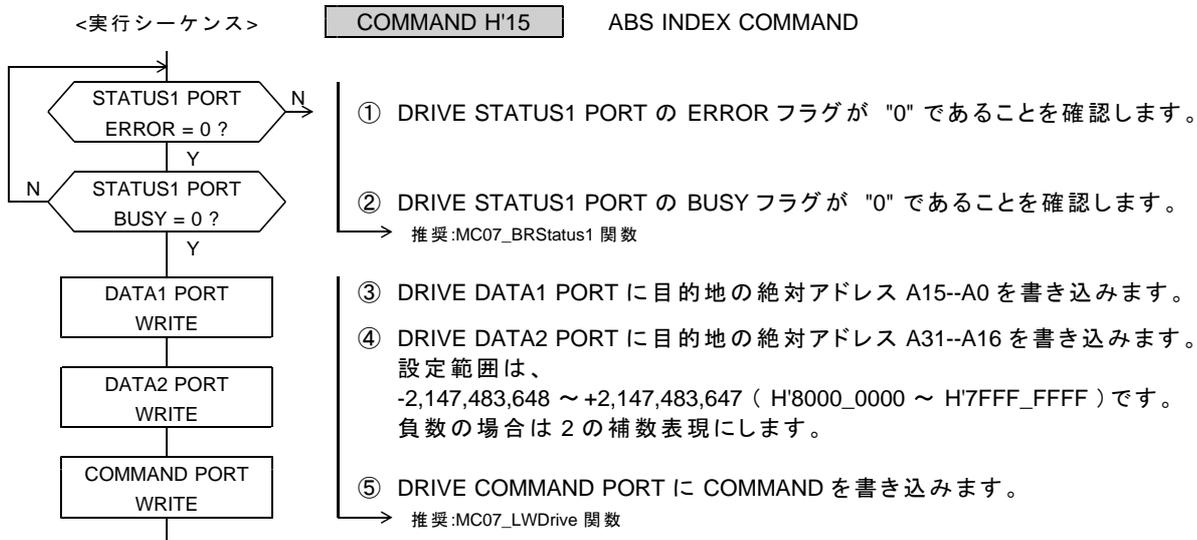 <実行シーケンス>
COMMAND H'15
ABS INDEX COMMAND
STATUS1 PORT
ERROR = 0 ?
N
Y
① DRIVE STATUS1 PORT の ERROR フラグが "0" であることを確認します。
STATUS1 PORT
BUSY = 0 ?
N
Y
② DRIVE STATUS1 PORT の BUSY フラグが "0" であることを確認します。
推奨:MC07_BRStatus1 関数
DATA1 PORT
WRITE
③ DRIVE DATA1 PORT に目的地の絶対アドレス A15--A0 を書き込みます。
DATA2 PORT
WRITE
④ DRIVE DATA2 PORT に目的地の絶対アドレス A31--A16 を書き込みます。
設定範囲は、
-2,147,483,648 ～ +2,147,483,647 ( H'8000_0000 ～ H'7FFF_FFFF ) です。
負数の場合は 2 の補数表現にします。
COMMAND PORT
WRITE
⑤ DRIVE COMMAND PORT に COMMAND を書き込みます。
推奨:MC07_LWDrive 関数